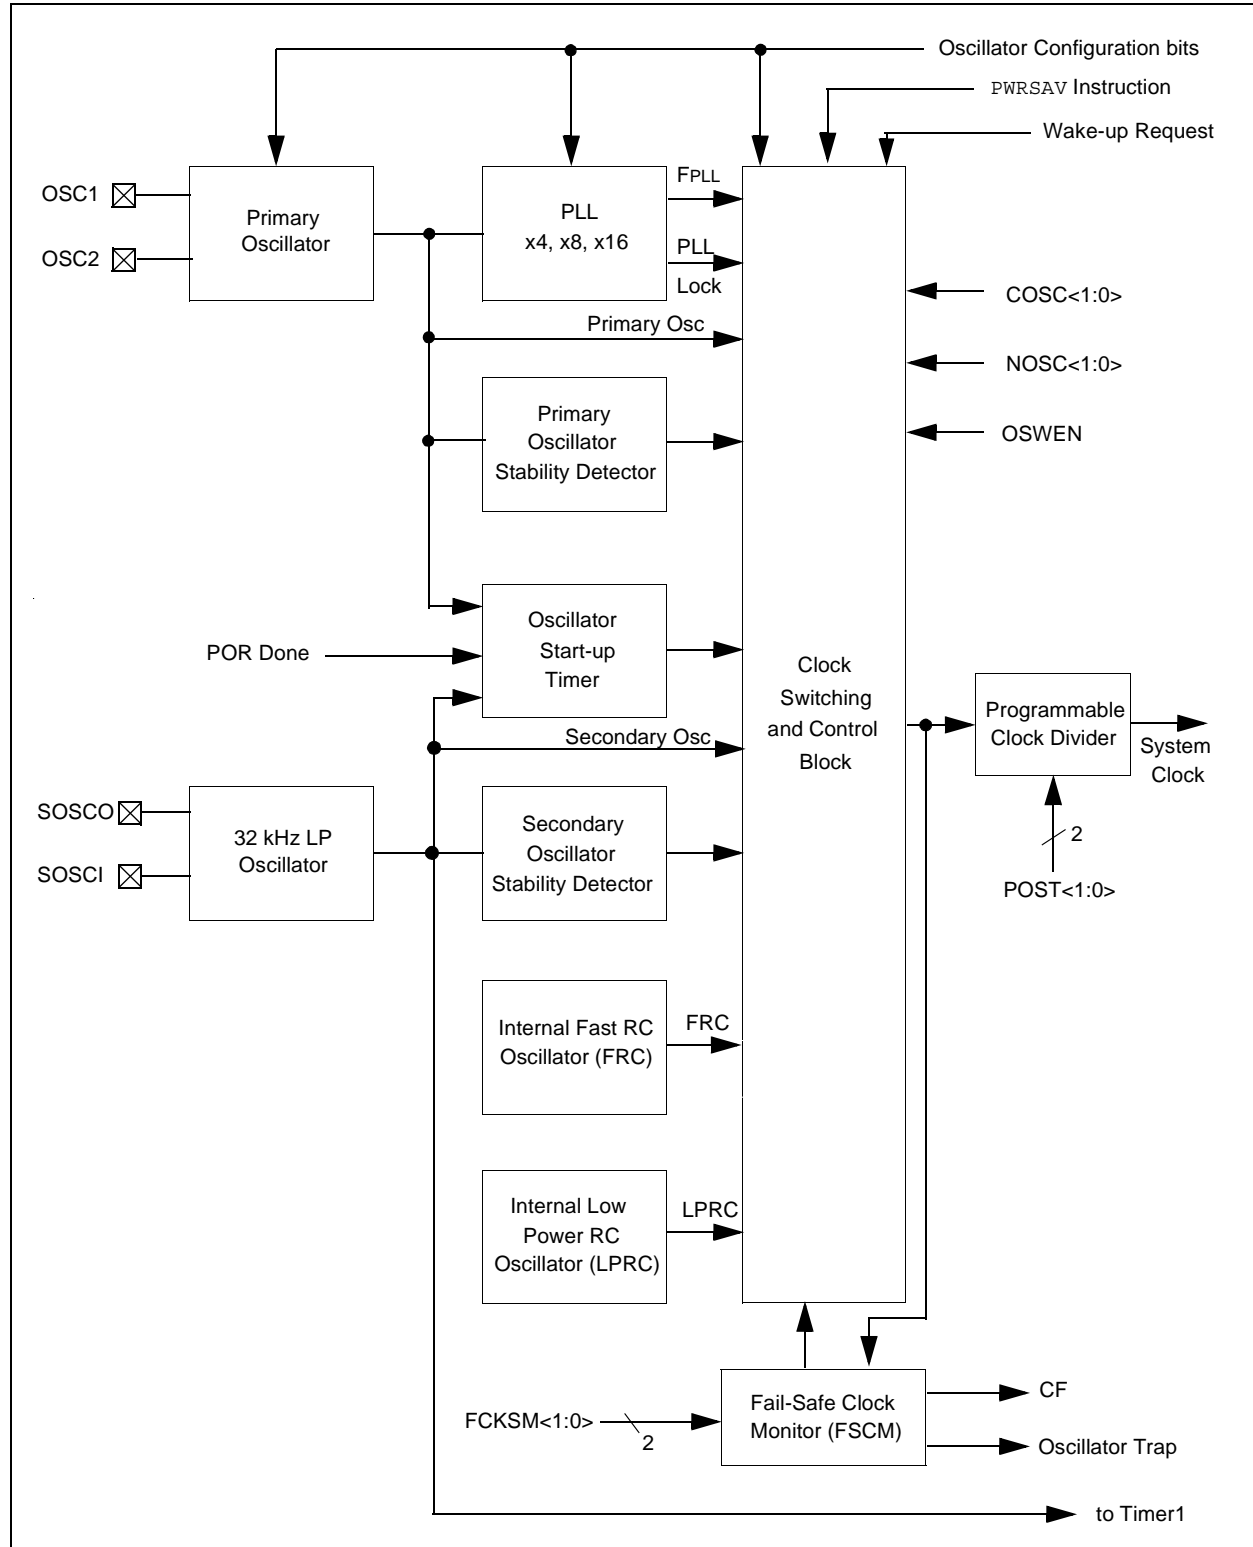 Oscillator Configuration bits
PWRSAV Instruction
Wake-up Request
OSC1
OSC2
Primary
Oscillator
PLL
x4, x8, x16
FPLL
PLL
Lock
Primary Osc
COSC<1:0>
NOSC<1:0>
OSWEN
Primary
Oscillator
Stability Detector
POR Done
Oscillator
Start-up
Timer
Clock
Switching
and Control
Block
Programmable
Clock Divider
System
Clock
Secondary Osc
2
POST<1:0>
SOSCO
SOSCI
32 kHz LP
Oscillator
Secondary
Oscillator
Stability Detector
Internal Fast RC
Oscillator (FRC)
FRC
Internal Low
Power RC
Oscillator (LPRC)
LPRC
FCKSM<1:0>
2
Fail-Safe Clock
Monitor (FSCM)
CF
Oscillator Trap
to Timer1